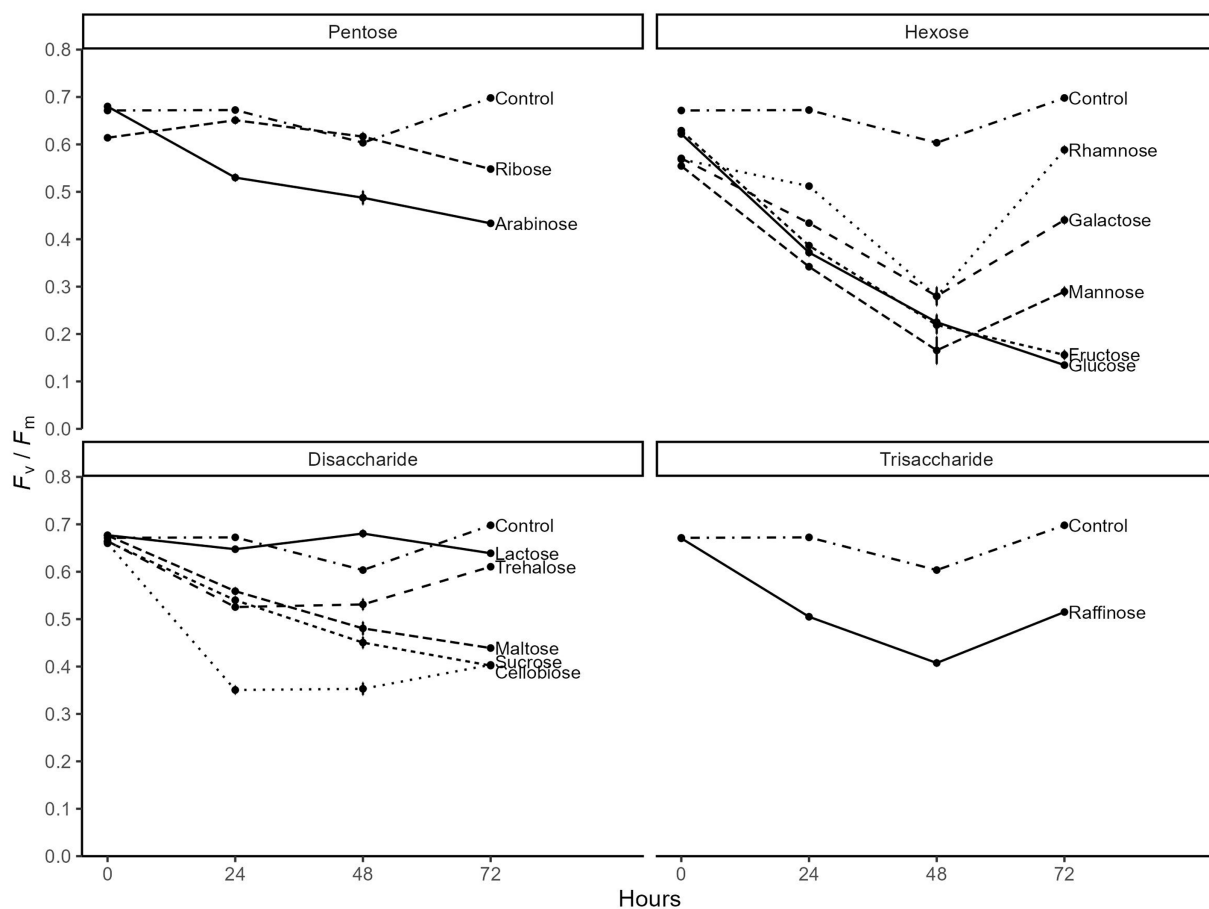 Pentose
Hexose
0.8
0.7
0.6
0.5
0.4
0.3
0.2
0.1
0.0
Control
Ribose
Arabinose
Control
Rhamnose
Galactose
Mannose
Fructose
Glucose
Fv / Fm
Disaccharide
Trisaccharide
0.8
0.7
0.6
0.5
0.4
0.3
0.2
0.1
0.0
Control
Lactose
Trehalose
Maltose
Sucrose
Cellobiose
Control
Raffinose
0 24 48 72
0 24 48 72
Hours